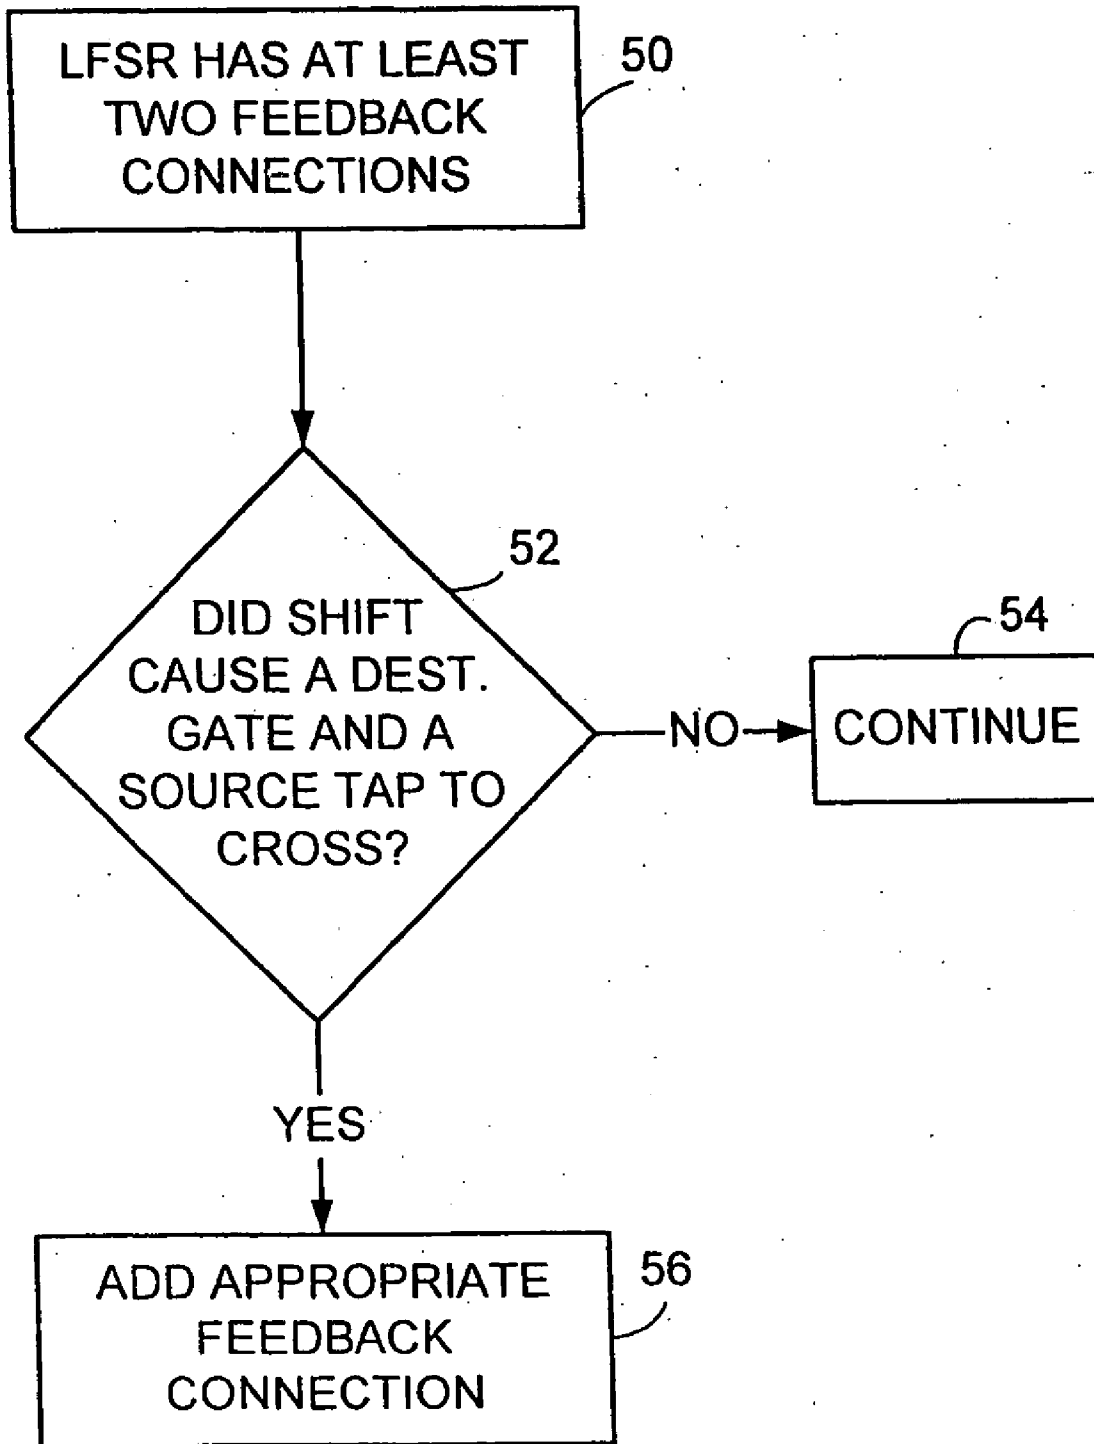 LFSR HAS AT LEAST
TWO FEEDBACK
CONNECTIONS
50
52
DID SHIFT
CAUSE A DEST.
GATE AND A
SOURCE TAP TO
CROSS?
NO
54
CONTINUE
YES
56
ADD APPROPRIATE
FEEDBACK
CONNECTION